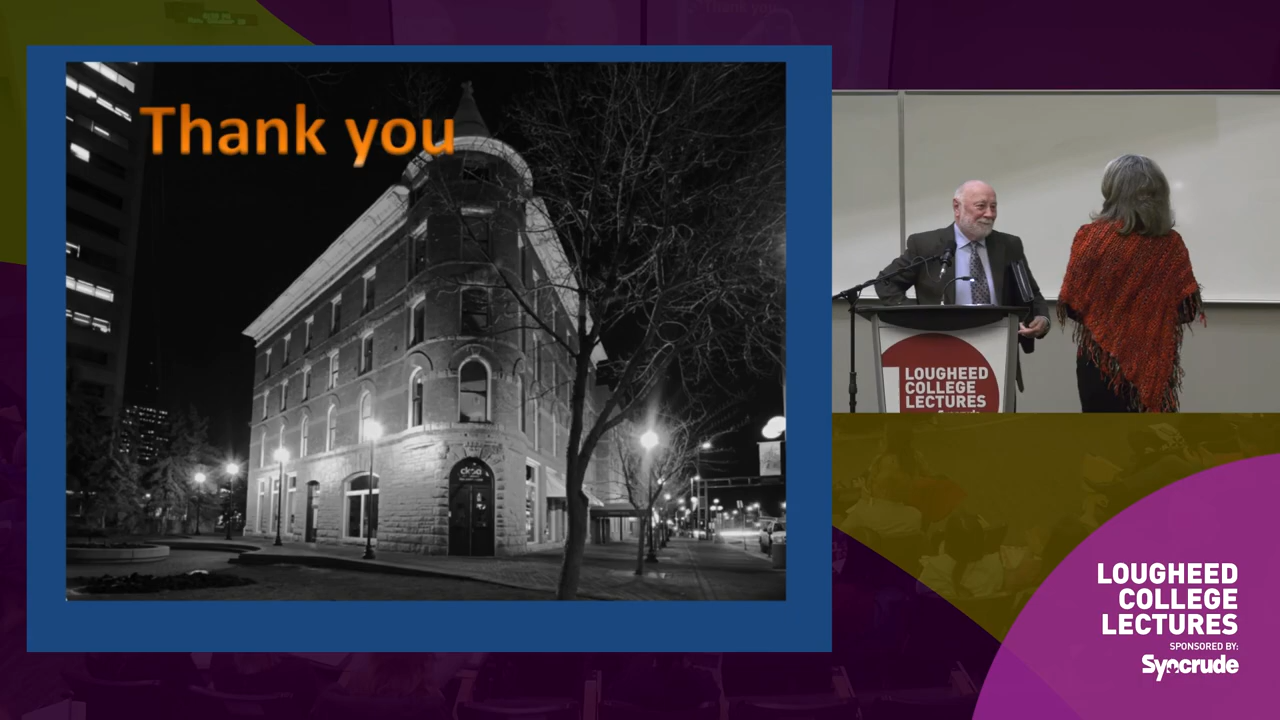 Thank you
LOUGHEED
COLLEGE
LECTURES
LOUGHEED
COLLEGE
LECTURES
SPONSORED BY:
Syncrude